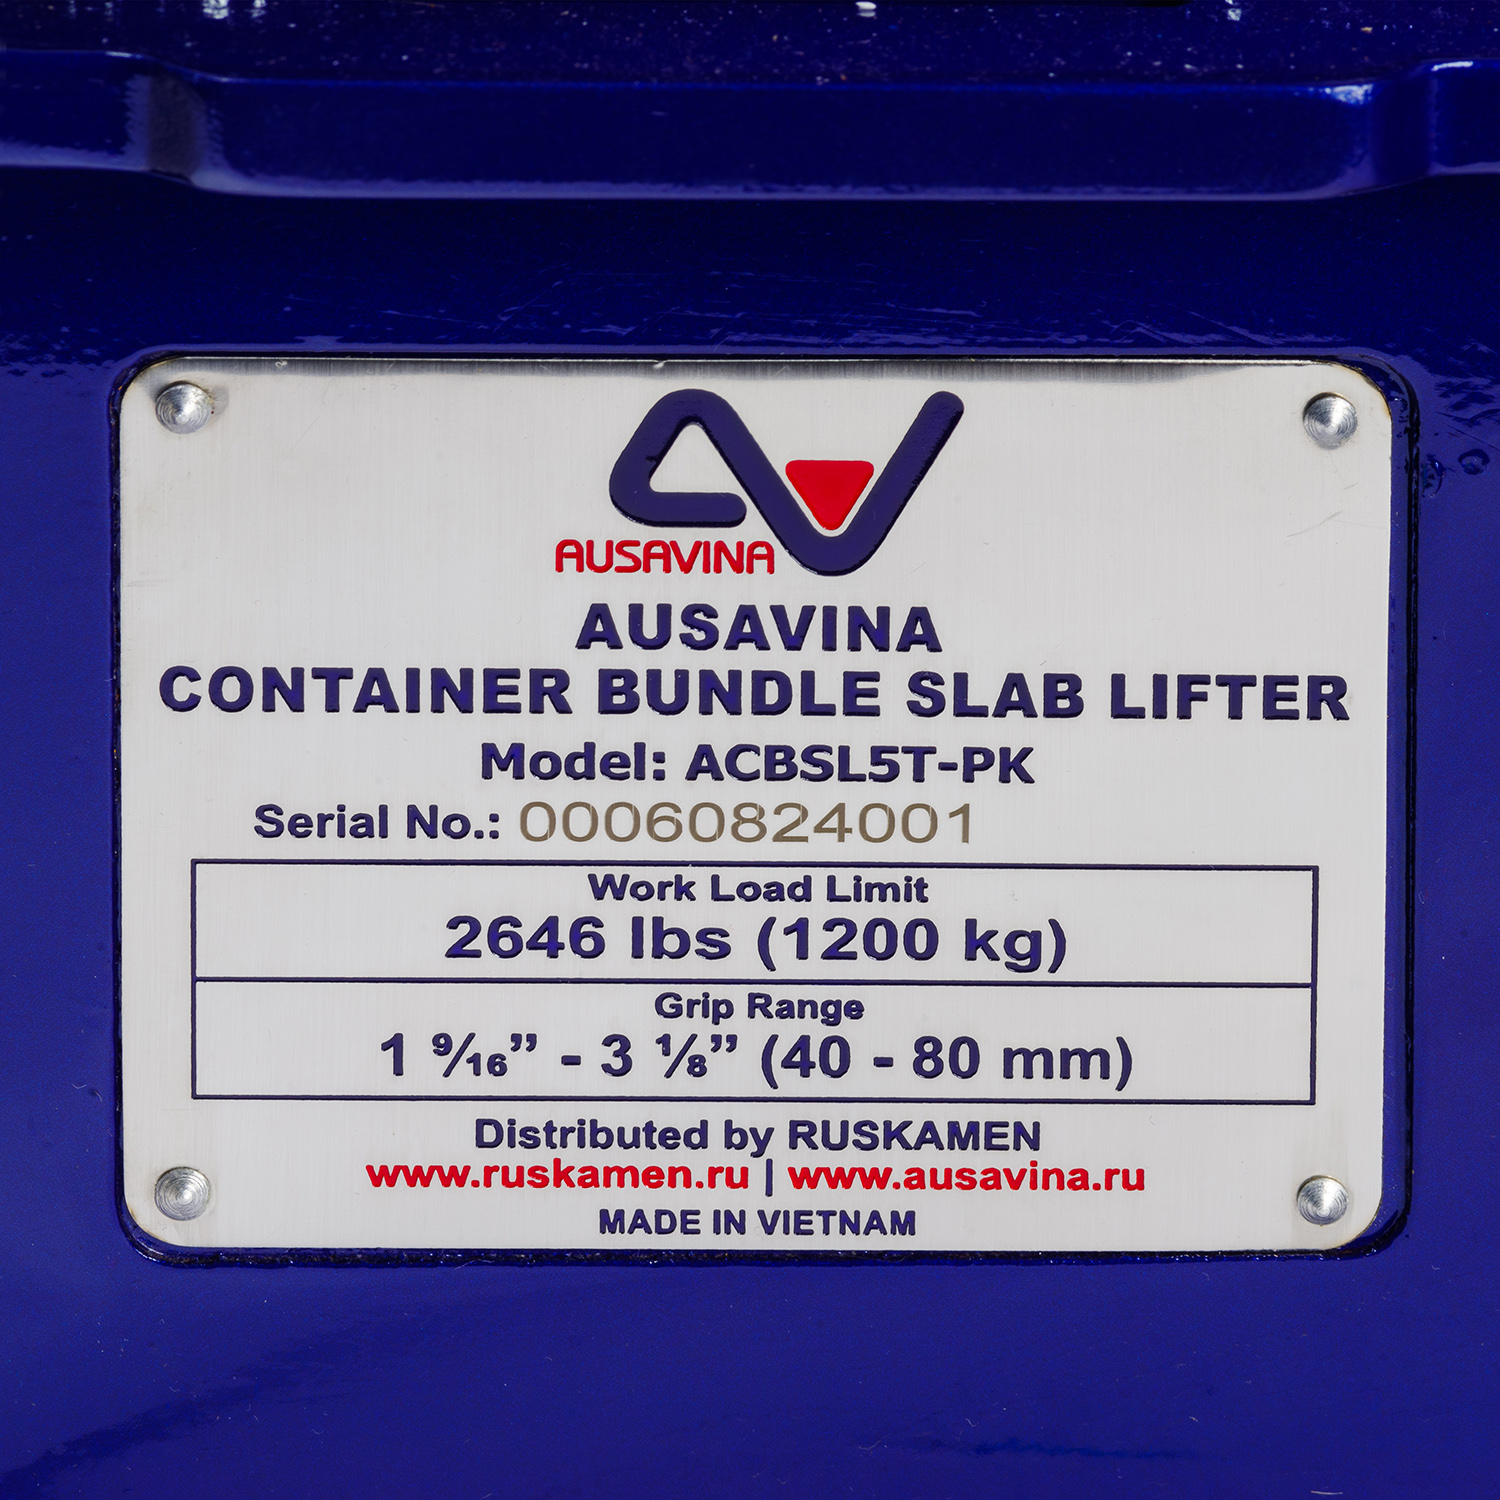 AUSAVINA
AUSAVINA
CONTAINER BUNDLE SLAB LIFTER
Model: ACBSL5T-PK
Serial No.: 00060824001
Work Load Limit
2646 lbs (1200 kg)
Grip Range
1 ⁹⁄₁₆” - 3 ⅛” (40 - 80 mm)
Distributed by RUSKAMEN
www.ruskamen.ru | www.ausavina.ru
MADE IN VIETNAM